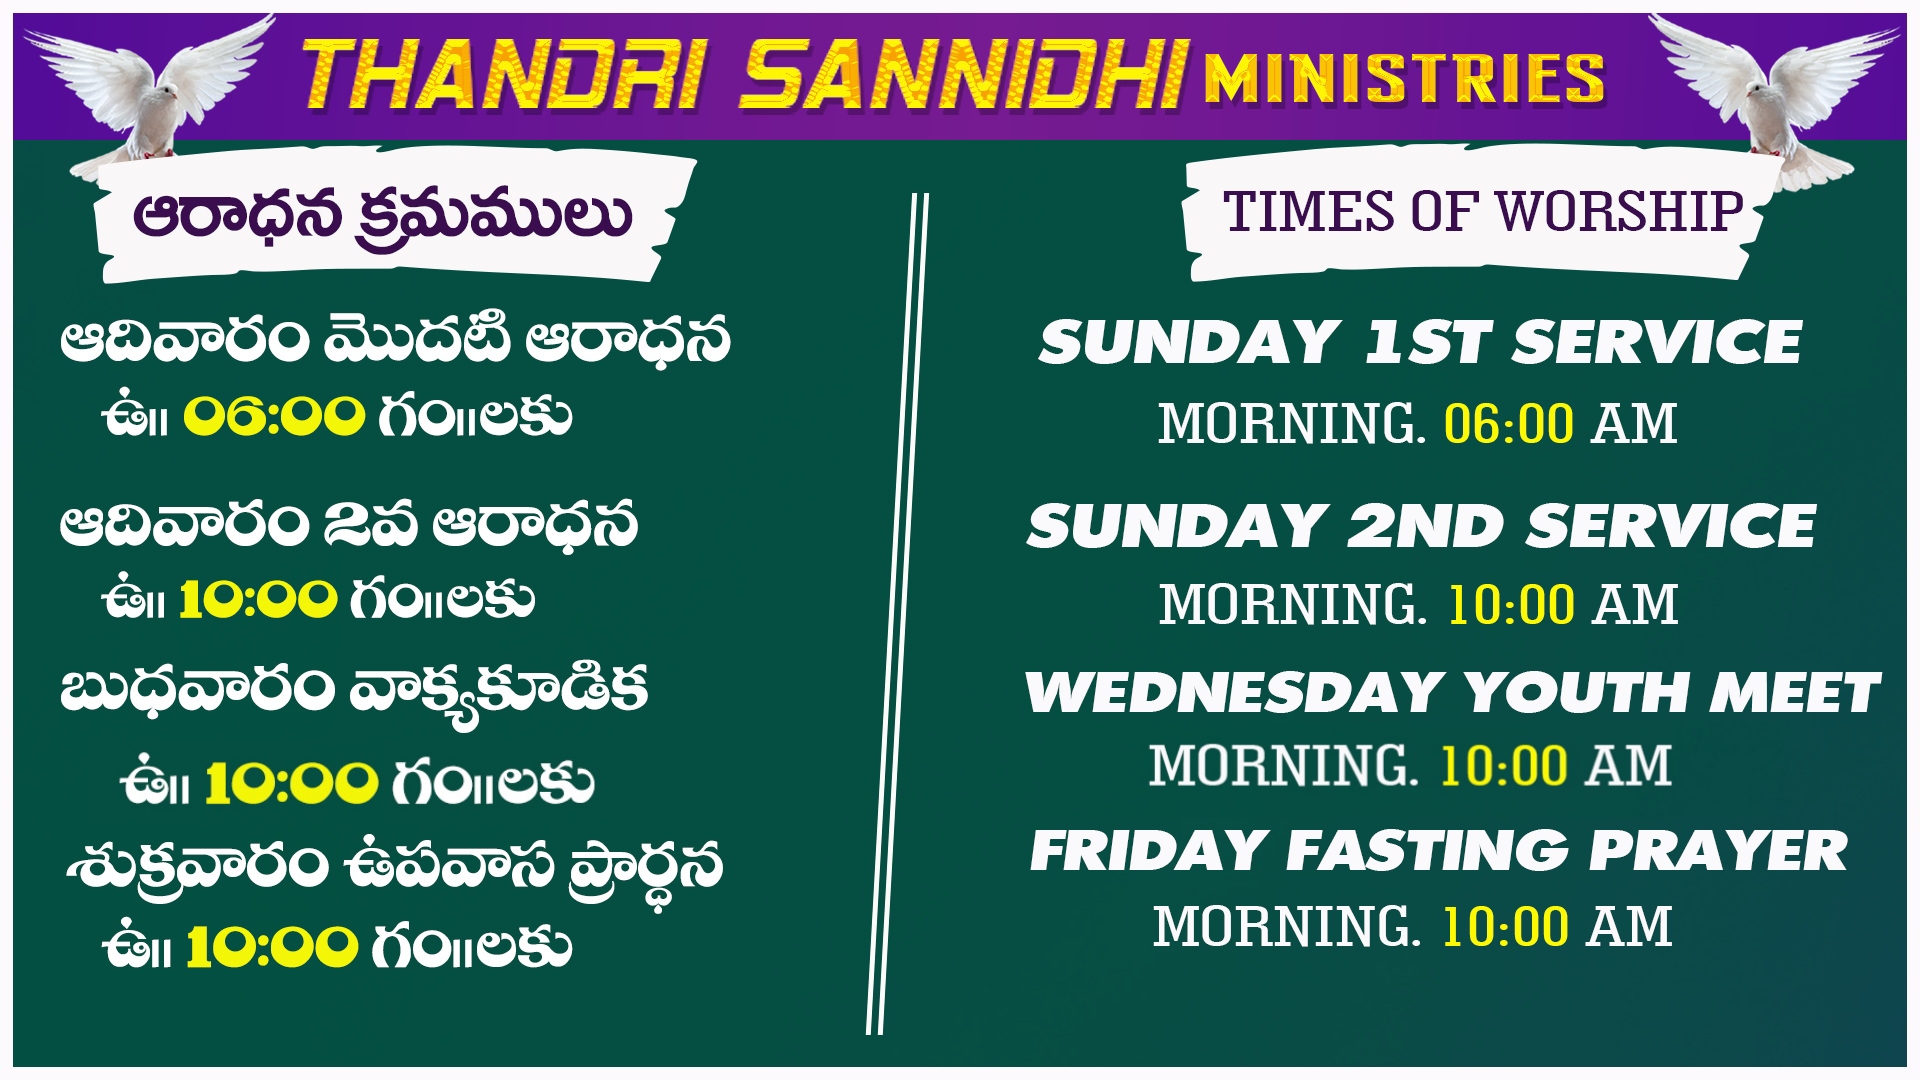 THANDRI SANNIDHI MINISTRIES
ఆరాధన క్రమములు
ఆదివారం మొదటి ఆరాధన
ఉ॥ 06:00 గం॥లకు
ఆదివారం 2వ ఆరాధన
ఉ॥ 10:00 గం॥లకు
బుధవారం వాక్యకూడిక
ఉ॥ 10:00 గం॥లకు
శుక్రవారం ఉపవాస ప్రార్ధన
ఉ॥ 10:00 గం॥లకు
TIMES OF WORSHIP
SUNDAY 1ST SERVICE
MORNING. 06:00 AM
SUNDAY 2ND SERVICE
MORNING. 10:00 AM
WEDNESDAY YOUTH MEET
MORNING. 10:00 AM
FRIDAY FASTING PRAYER
MORNING. 10:00 AM